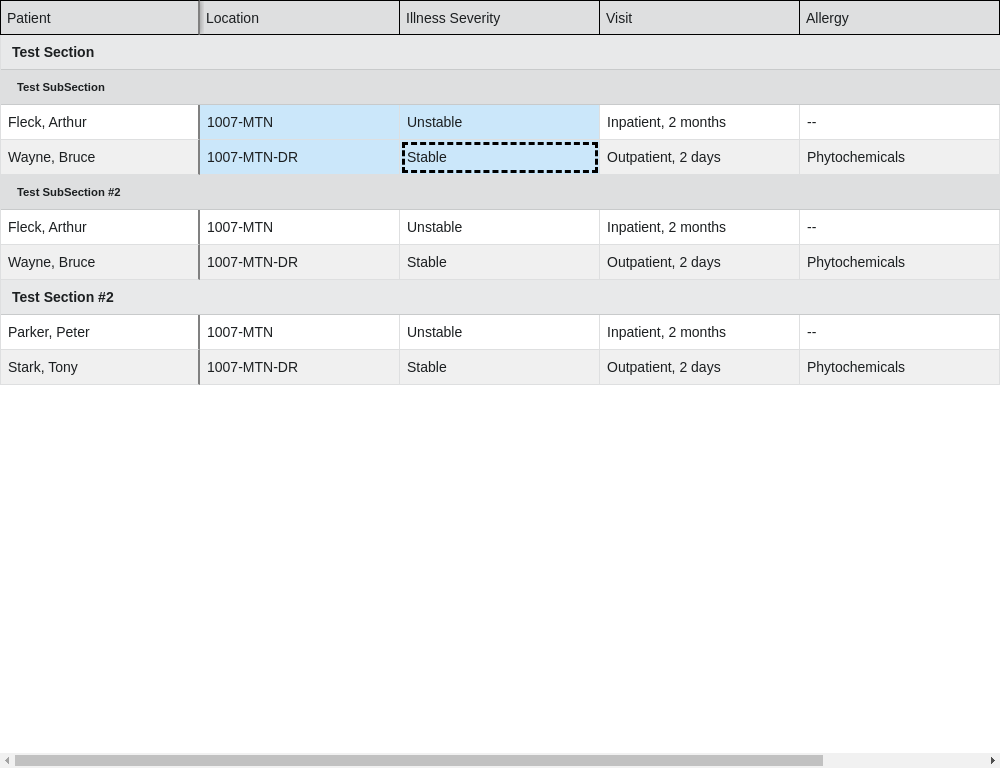 Patient Location Illness Severity Visit Allergy
Test Section
Test SubSection
Fleck, Arthur 1007-MTN Unstable Inpatient, 2 months --
Wayne, Bruce 1007-MTN-DR Stable Outpatient, 2 days Phytochemicals
Test SubSection #2
Fleck, Arthur 1007-MTN Unstable Inpatient, 2 months --
Wayne, Bruce 1007-MTN-DR Stable Outpatient, 2 days Phytochemicals
Test Section #2
Parker, Peter 1007-MTN Unstable Inpatient, 2 months --
Stark, Tony 1007-MTN-DR Stable Outpatient, 2 days Phytochemicals